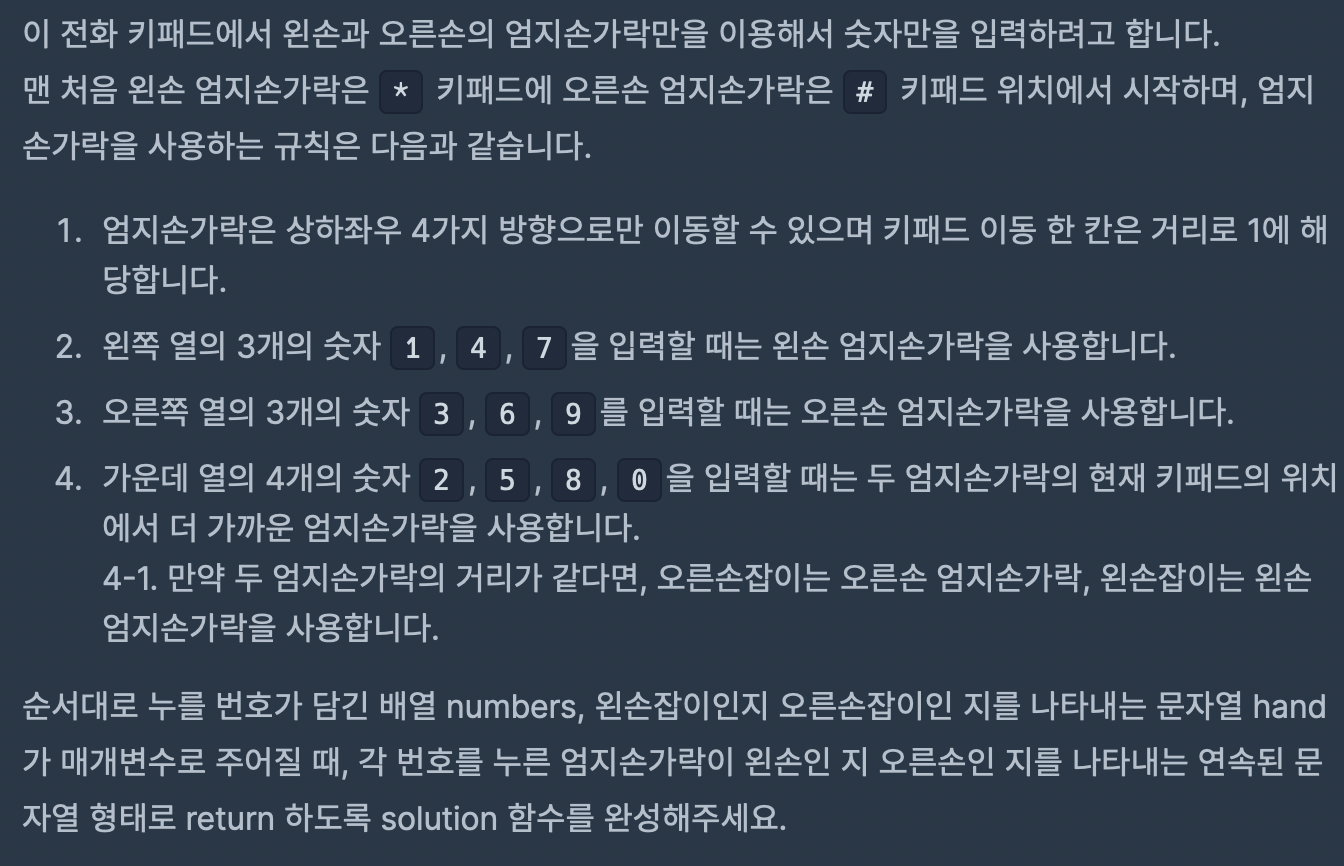 이 전화 키패드에서 왼손과 오른손의 엄지손가락만을 이용해서 숫자만을 입력하려고 합니다.
맨 처음 왼손 엄지손가락은 * 키패드에 오른손 엄지손가락은 # 키패드 위치에서 시작하며, 엄지
손가락을 사용하는 규칙은 다음과 같습니다.
1. 엄지손가락은 상하좌우 4가지 방향으로만 이동할 수 있으며 키패드 이동 한 칸은 거리로 1에 해
당합니다.
2. 왼쪽 열의 3개의 숫자 1, 4, 7을 입력할 때는 왼손 엄지손가락을 사용합니다.
3. 오른쪽 열의 3개의 숫자 3, 6, 9를 입력할 때는 오른손 엄지손가락을 사용합니다.
4. 가운데 열의 4개의 숫자 2, 5, 8, 0을 입력할 때는 두 엄지손가락의 현재 키패드의 위치
에서 더 가까운 엄지손가락을 사용합니다.
4-1. 만약 두 엄지손가락의 거리가 같다면, 오른손잡이는 오른손 엄지손가락, 왼손잡이는 왼손
엄지손가락을 사용합니다.
순서대로 누를 번호가 담긴 배열 numbers, 왼손잡이인지 오른손잡이인 지를 나타내는 문자열 hand
가 매개변수로 주어질 때, 각 번호를 누른 엄지손가락이 왼손인 지 오른손인 지를 나타내는 연속된 문
자열 형태로 return 하도록 solution 함수를 완성해주세요.